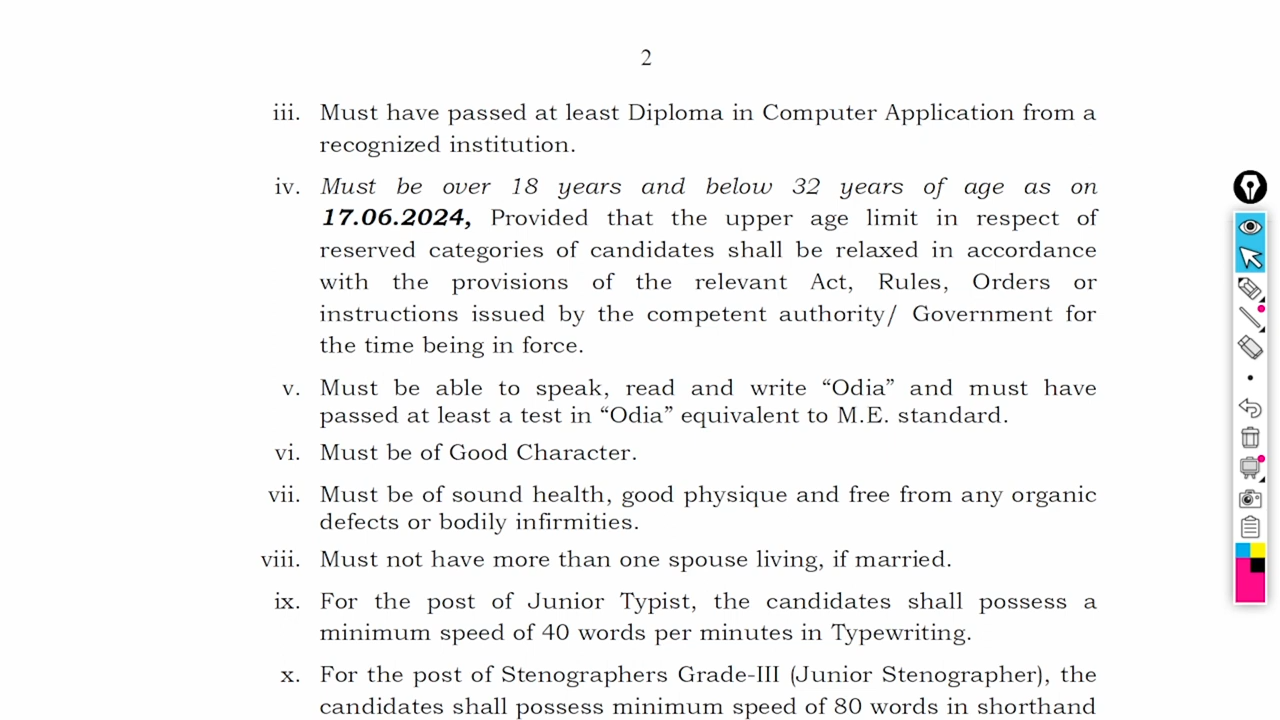 2
iii. Must have passed at least Diploma in Computer Application from a
recognized institution.
iv. Must be over 18 years and below 32 years of age as on
17.06.2024, Provided that the upper age limit in respect of
reserved categories of candidates shall be relaxed in accordance
with the provisions of the relevant Act, Rules, Orders or
instructions issued by the competent authority/ Government for
the time being in force.
v. Must be able to speak, read and write “Odia” and must have
passed at least a test in “Odia” equivalent to M.E. standard.
vi. Must be of Good Character.
vii. Must be of sound health, good physique and free from any organic
defects or bodily infirmities.
viii. Must not have more than one spouse living, if married.
ix. For the post of Junior Typist, the candidates shall possess a
minimum speed of 40 words per minutes in Typewriting.
x. For the post of Stenographers Grade-III (Junior Stenographer), the
candidates shall possess minimum speed of 80 words in shorthand